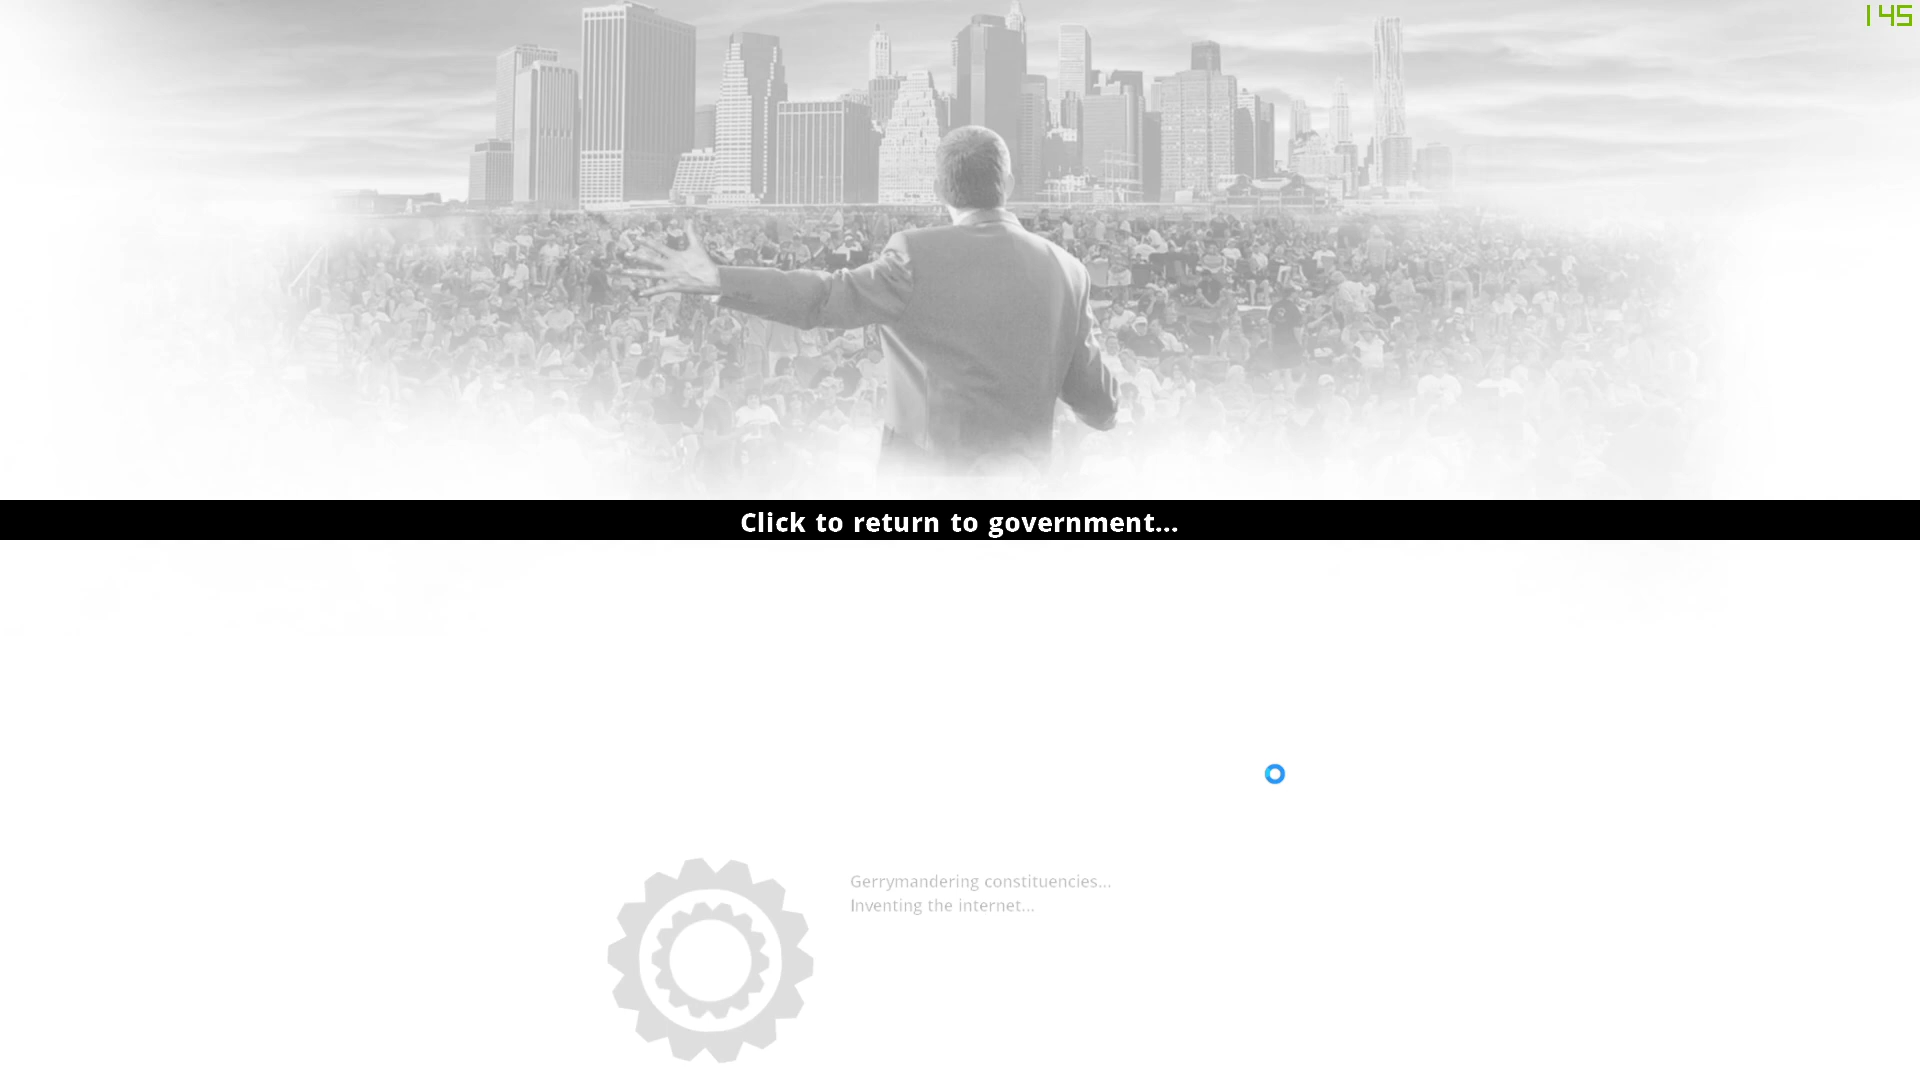 145
Click to return to government...
Gerrymandering constituencies...
Inventing the internet...